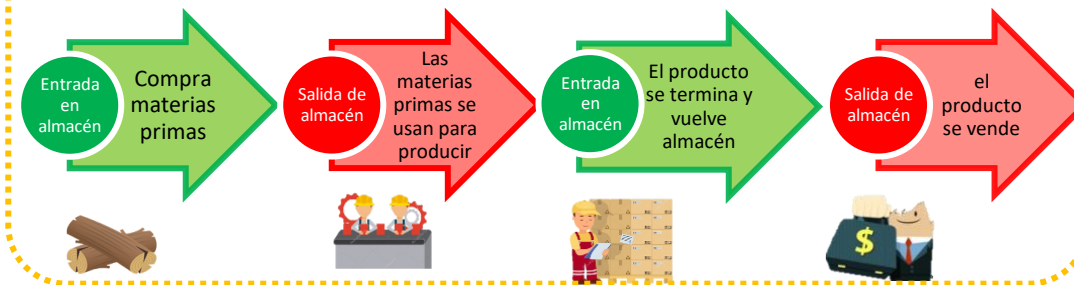 Entrada
en
almacén
Compra
materias
primas
Salida de
almacén
Las
materias
primas se
usan para
producir
Entrada
en
almacén
El producto
se termina y
vuelve
almacén
Salida de
almacén
el
producto
se vende
$